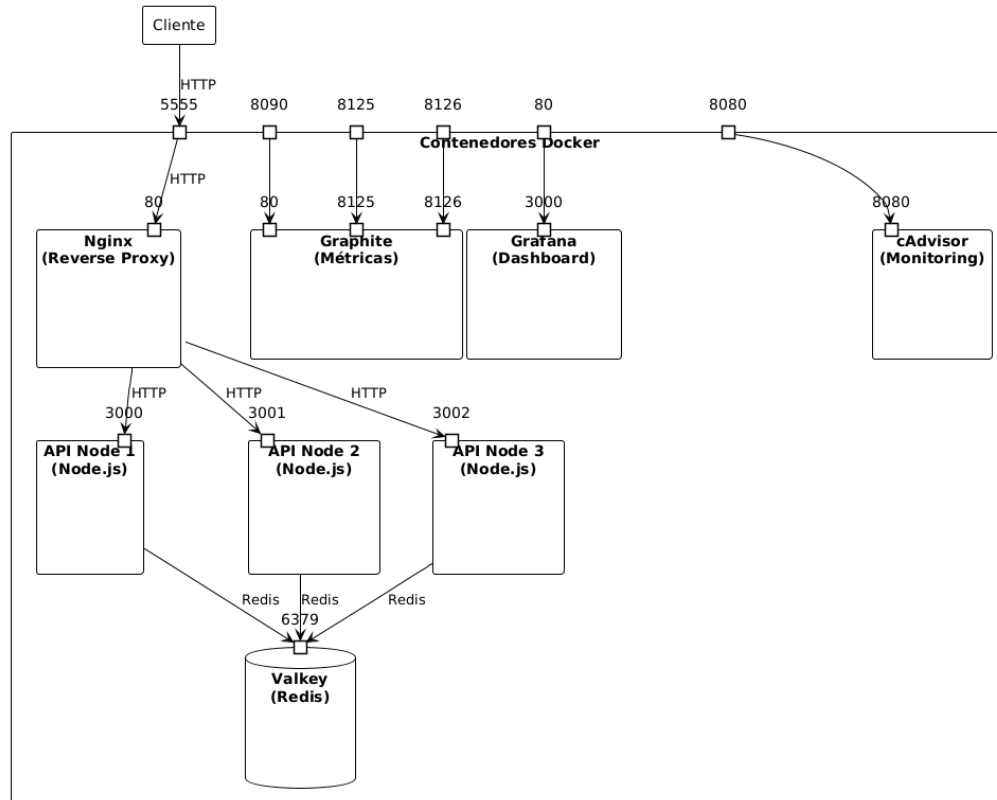 Cliente
HTTP
5555
8090
8125
8126
80
8080
Contenedores Docker
HTTP
80
80
8125
8126
3000
8080
Nginx
(Reverse Proxy)
Graphite
(Métricas)
Grafana
(Dashboard)
cAdvisor
(Monitoring)
HTTP
HTTP
HTTP
3000
3001
3002
API Node 1
(Node.js)
API Node 2
(Node.js)
API Node 3
(Node.js)
Redis
Redis
Redis
6379
Valkey
(Redis)